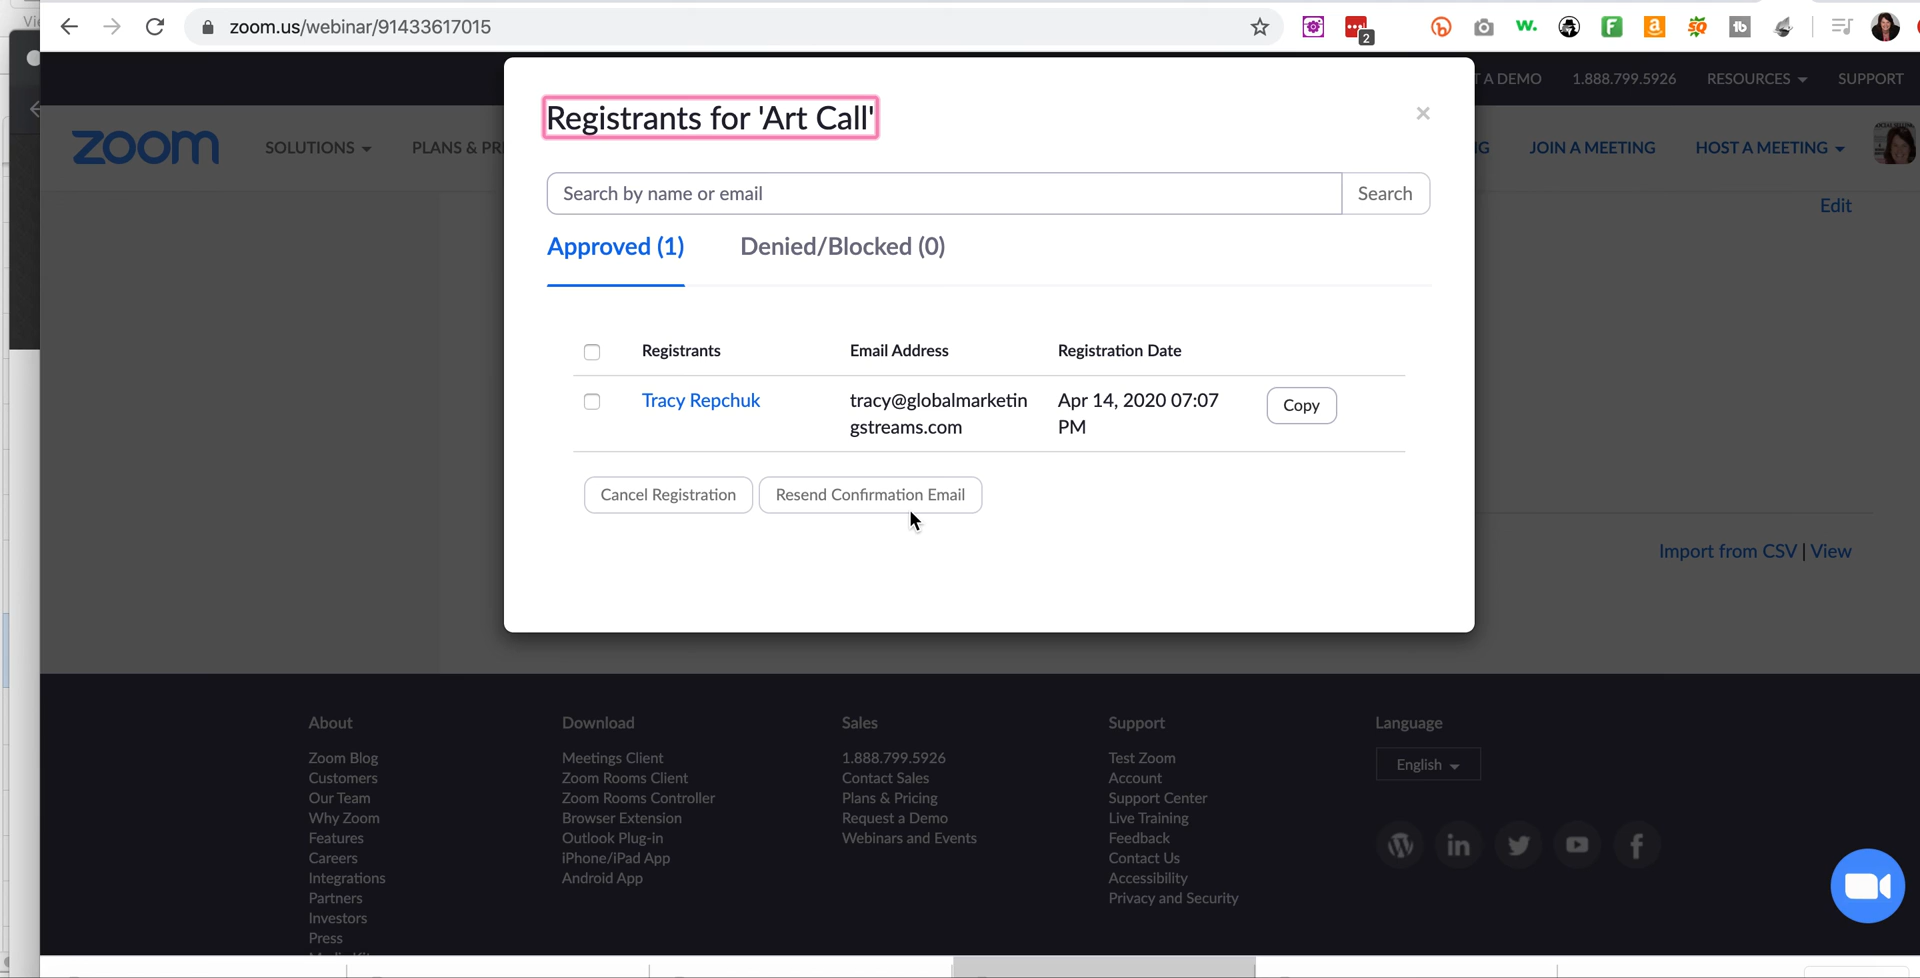 zoom.us/webinar/91433617015
2
T A DEMO 1.888.799.5926 RESOURCES SUPPORT
zoom SOLUTIONS PLANS & PR JOIN A MEETING HOST A MEETING
Registrants for 'Art Call'
×
Search by name or email Search
Edit
Approved (1) Denied/Blocked (0)
Registrants Email Address Registration Date
Tracy Repchuk tracy@globalmarketin Apr 14, 2020 07:07 Copy
gstreams.com PM
Cancel Registration Resend Confirmation Email
Import from CSV | View
About
Zoom Blog
Customers
Our Team
Why Zoom
Features
Careers
Integrations
Partners
Investors
Press
Download
Meetings Client
Zoom Rooms Client
Zoom Rooms Controller
Browser Extension
Outlook Plug-in
iPhone/iPad App
Android App
Sales
1.888.799.5926
Contact Sales
Plans & Pricing
Request a Demo
Webinars and Events
Support
Test Zoom
Account
Support Center
Live Training
Feedback
Contact Us
Accessibility
Privacy and Security
Language
English